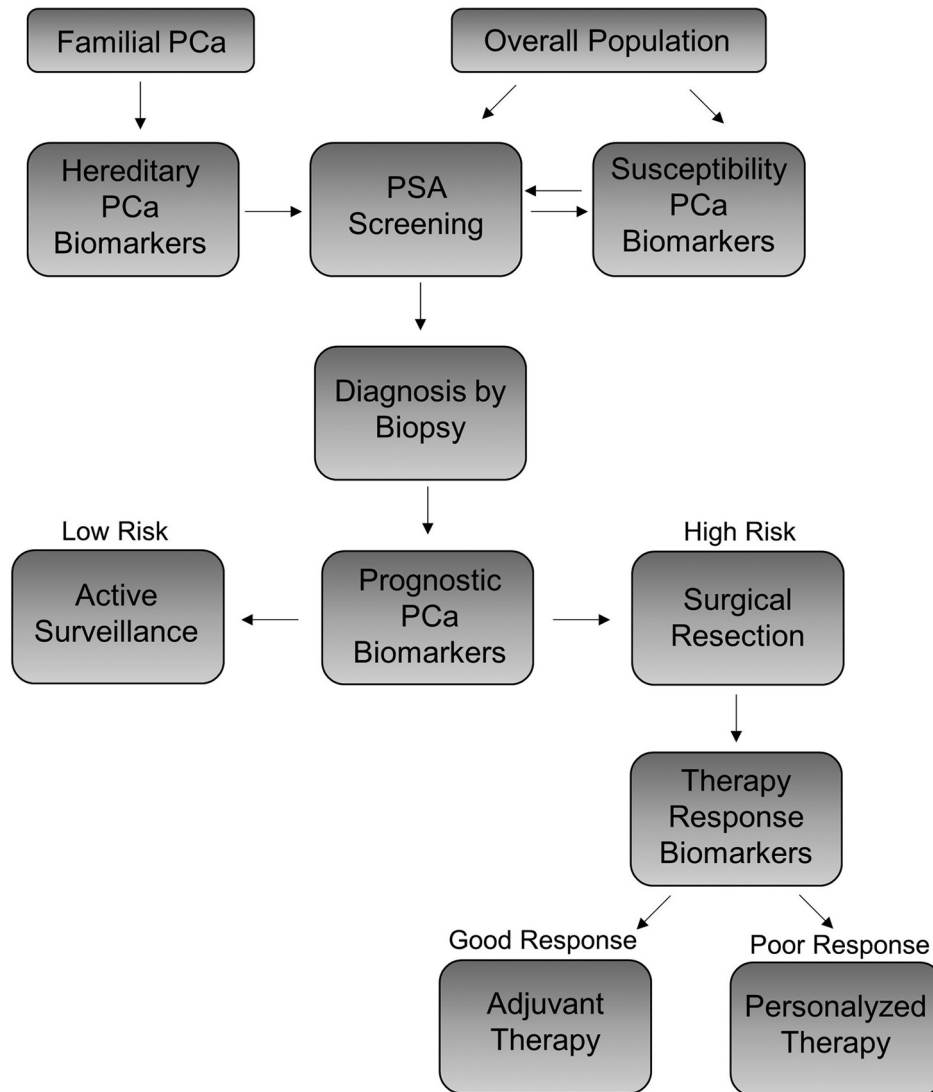 Familial PCa
Overall Population
Hereditary
PCa
Biomarkers
PSA
Screening
Susceptibility
PCa
Biomarkers
Diagnosis by
Biopsy
Low Risk
Active
Surveillance
Prognostic
PCa
Biomarkers
High Risk
Surgical
Resection
Therapy
Response
Biomarkers
Good Response
Adjuvant
Therapy
Poor Response
Personalyzed
Therapy